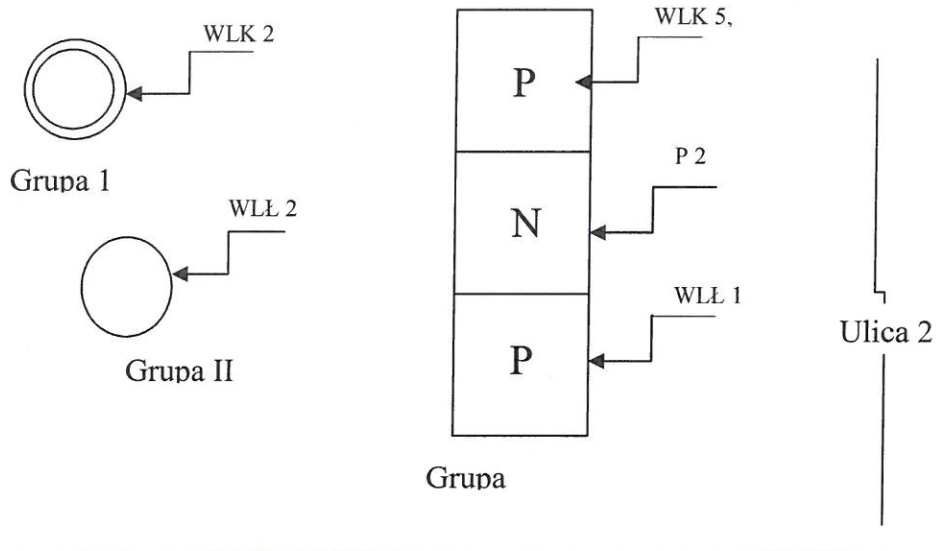 WLK 2
Grupa 1
WLŁ 2
Grupa II
P
WLK 5,
N
P 2
P
WLŁ 1
Grupa
Ulica 2